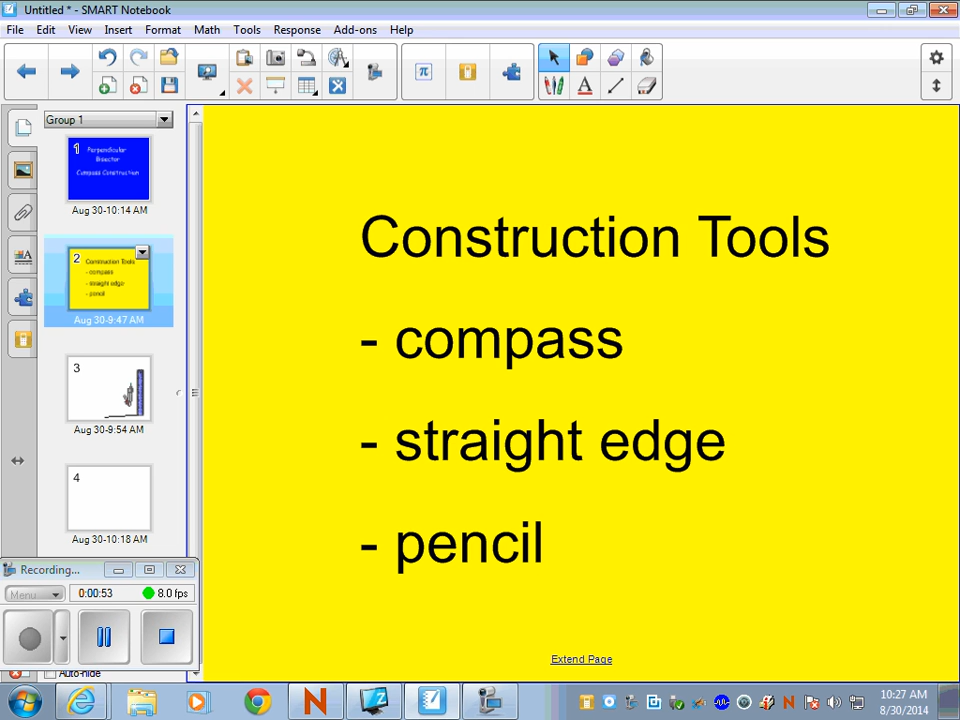 Untitled * - SMART Notebook
File Edit View Insert Format Math Tools Response Add-ons Help
Group 1
1
Perpendicular
Bisector
Compass Construction
Aug 30-10:14 AM
2
Construction Tools
- compass
- straight edge
- pencil
Aug 30-9:47 AM
3
Aug 30-9:54 AM
4
Aug 30-10:18 AM
Construction Tools
- compass
- straight edge
- pencil
Extend Page
Recording...
Menu 0:00:53 8.0 fps
Auto-hide
10:27 AM
8/30/2014